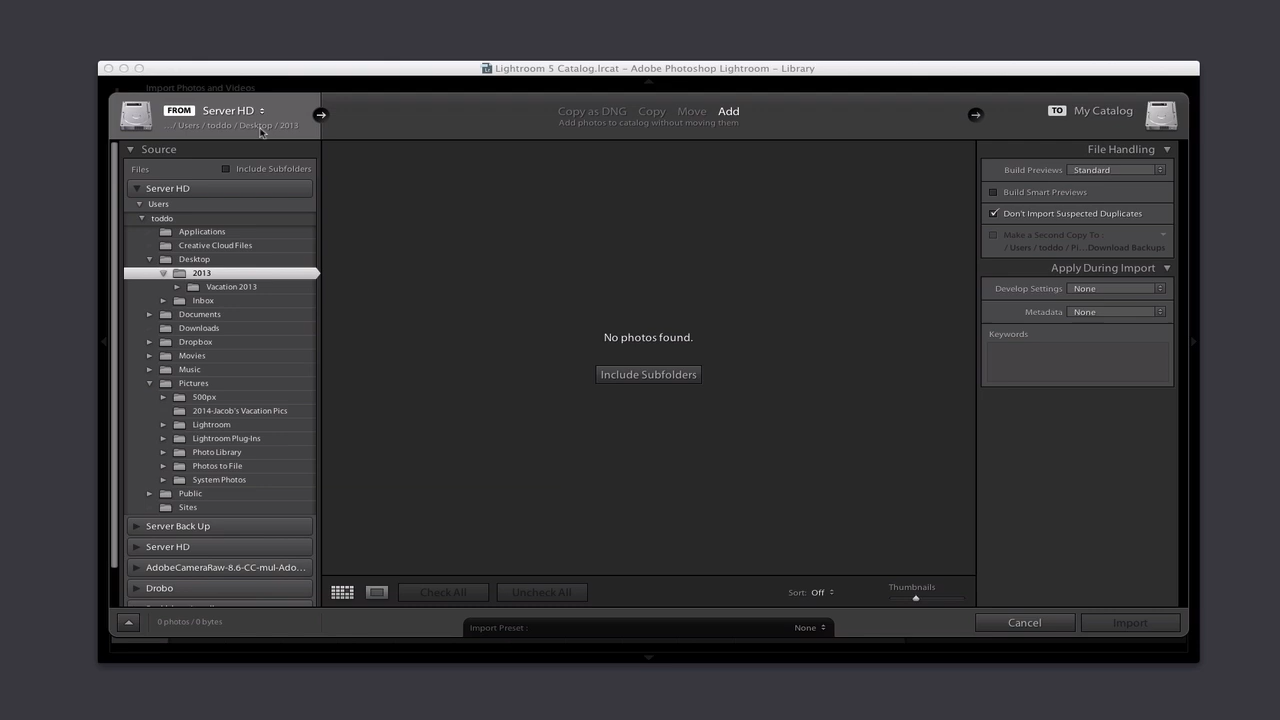 Lightroom 5 Catalog.lrcat – Adobe Photoshop Lightroom – Library
Import Photos and Videos
FROM Server HD
.../ Users / toddo / Desktop / 2013
Copy as DNG Copy Move Add
Add photos to catalog without moving them
TO My Catalog
Source
Files Include Subfolders
Server HD
Users
toddo
Applications
Creative Cloud Files
Desktop
2013
Vacation 2013
Inbox
Documents
Downloads
Dropbox
Movies
Music
Pictures
500px
2014-Jacob's Vacation Pics
Lightroom
Lightroom Plug-Ins
Photo Library
Photos to File
System Photos
Public
Sites
Server Back Up
Server HD
AdobeCameraRaw-8.6-CC-mul-Ado...
Drobo
No photos found.
Include Subfolders
File Handling
Build Previews Standard
Build Smart Previews
Don't Import Suspected Duplicates
Make a Second Copy To :
/ Users / toddo / Pi...Download Backups
Apply During Import
Develop Settings None
Metadata None
Keywords
Check All
Uncheck All
Sort: Off
Thumbnails
0 photos / 0 bytes
Import Preset : None
Cancel
Import